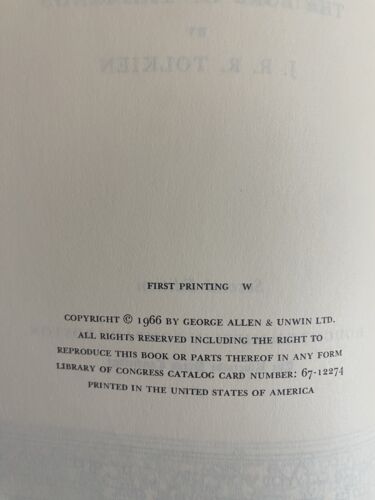 FIRST PRINTING W
COPYRIGHT © 1966 BY GEORGE ALLEN & UNWIN LTD.
ALL RIGHTS RESERVED INCLUDING THE RIGHT TO
REPRODUCE THIS BOOK OR PARTS THEREOF IN ANY FORM
LIBRARY OF CONGRESS CATALOG CARD NUMBER: 67-12274
PRINTED IN THE UNITED STATES OF AMERICA